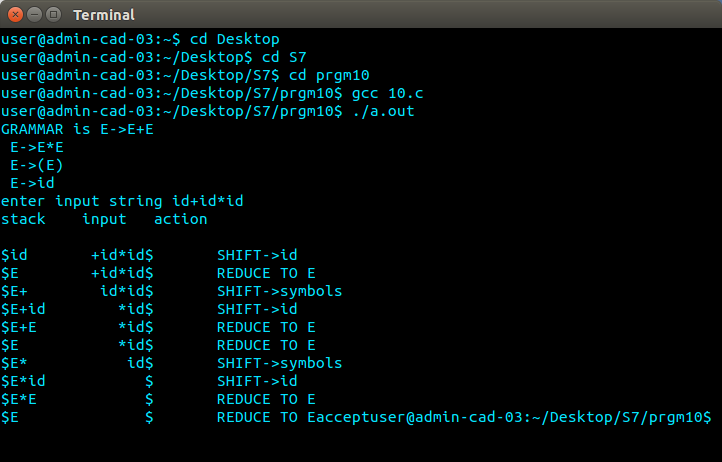 Terminal
user@admin-cad-03:~$ cd Desktop
user@admin-cad-03:~/Desktop$ cd S7
user@admin-cad-03:~/Desktop/S7$ cd prgm10
user@admin-cad-03:~/Desktop/S7/prgm10$ gcc 10.c
user@admin-cad-03:~/Desktop/S7/prgm10$ ./a.out
GRAMMAR is E->E+E
 E->E*E
 E->(E)
 E->id
enter input string id+id*id
stack    input   action
$id       +id*id$       SHIFT->id
$E        +id*id$       REDUCE TO E
$E+        id*id$       SHIFT->symbols
$E+id        *id$       SHIFT->id
$E+E         *id$       REDUCE TO E
$E           *id$       REDUCE TO E
$E*           id$       SHIFT->symbols
$E*id           $       SHIFT->id
$E*E            $       REDUCE TO E
$E              $       REDUCE TO Eacceptuser@admin-cad-03:~/Desktop/S7/prgm10$